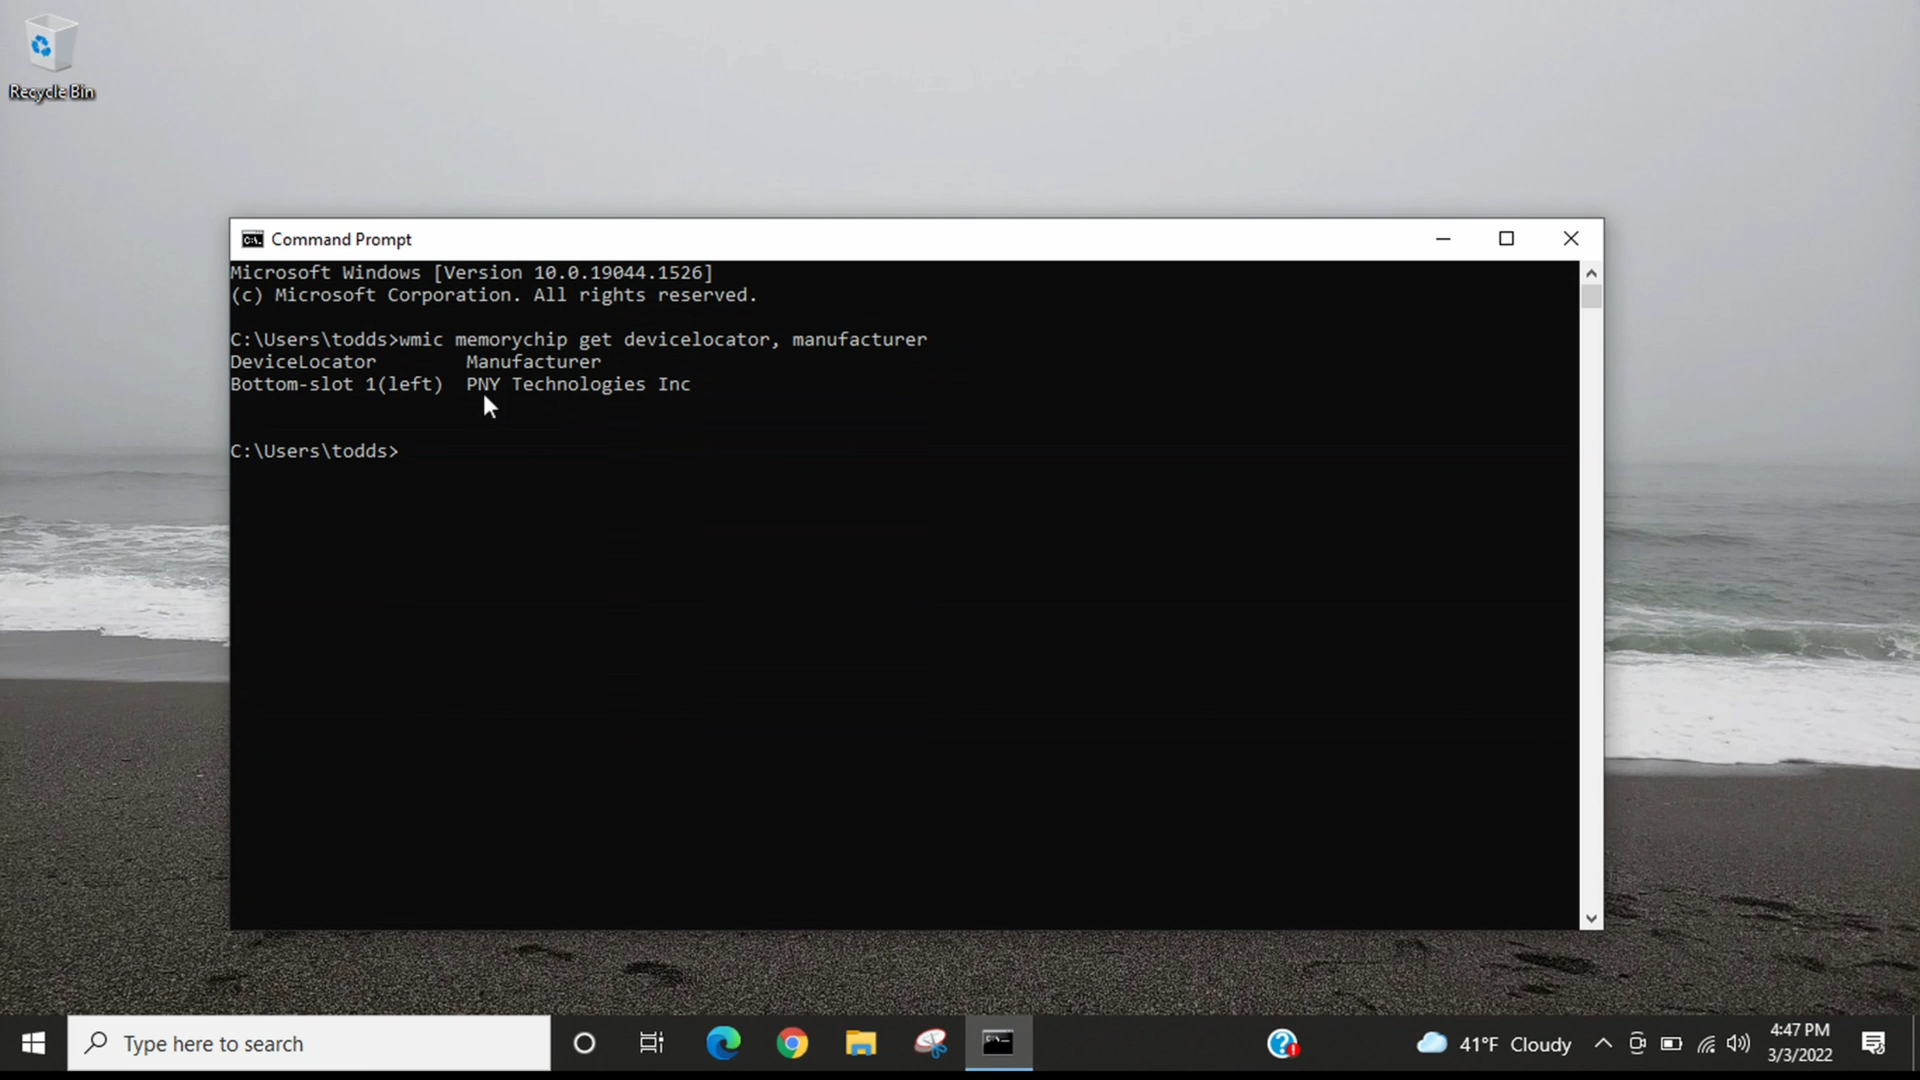 Recycle Bin
Command Prompt
Microsoft Windows [Version 10.0.19044.1526]
(c) Microsoft Corporation. All rights reserved.
C:\Users\todds>wmic memorychip get devicelocator, manufacturer
DeviceLocator Manufacturer
Bottom-slot 1(left) PNY Technologies Inc
C:\Users\todds>
Type here to search
41°F Cloudy
4:47 PM
3/3/2022